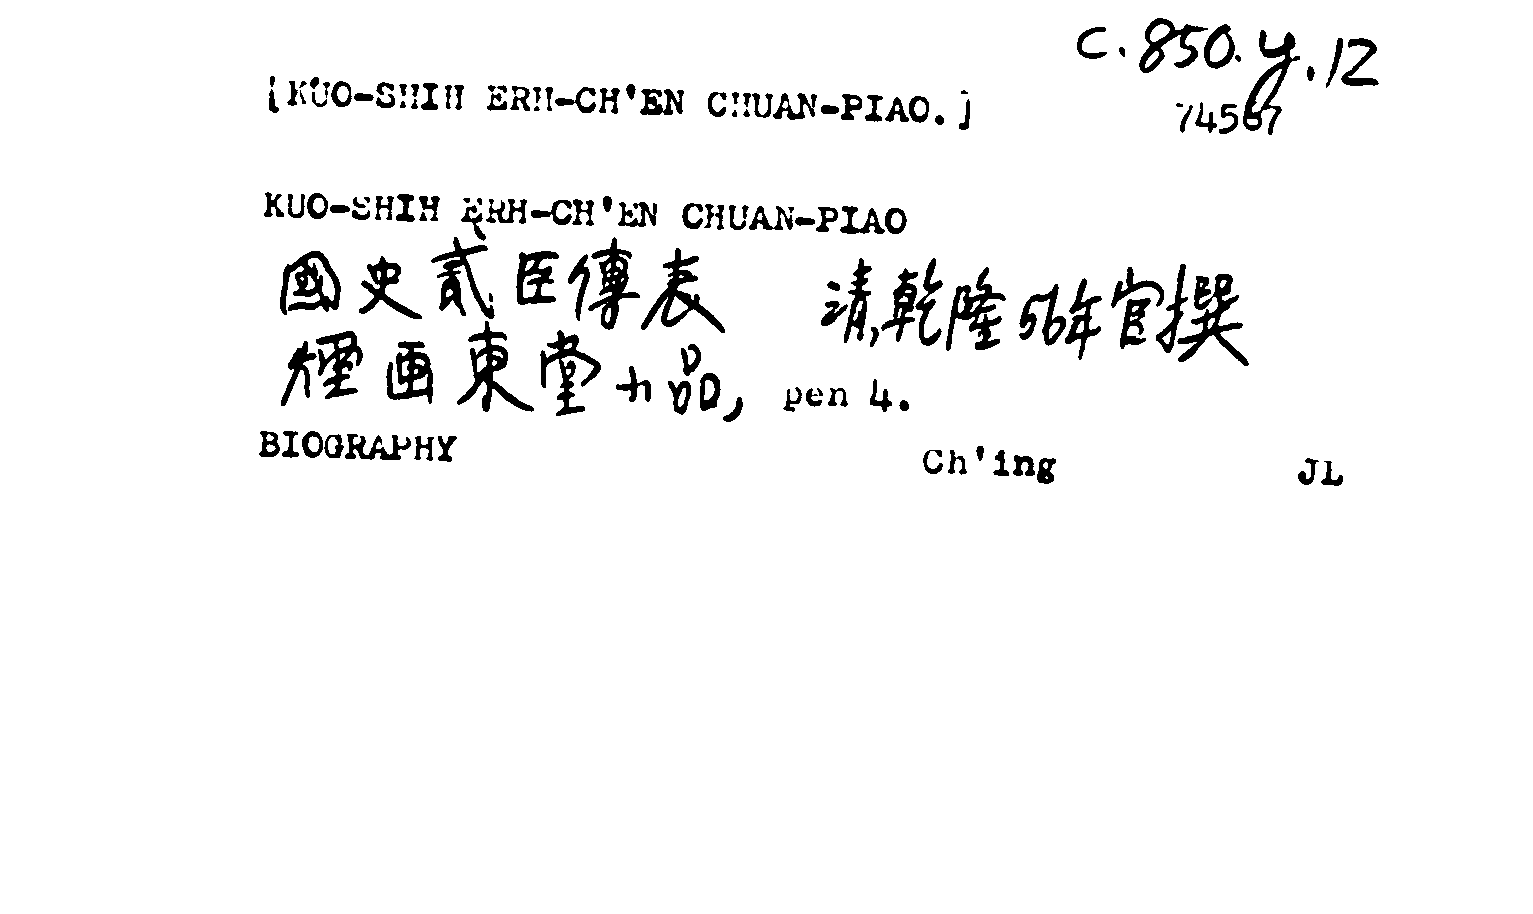 c.850.y.12
[KUO-SHIH ERH-CH'EN CHUAN-PIAO.]
74567
KUO-SHIH ERH-CH'EN CHUAN-PIAO
國史貳臣傳表 清乾隆56年官撰
煙画東堂小品, pen 4.
BIOGRAPHY Ch'ing JL